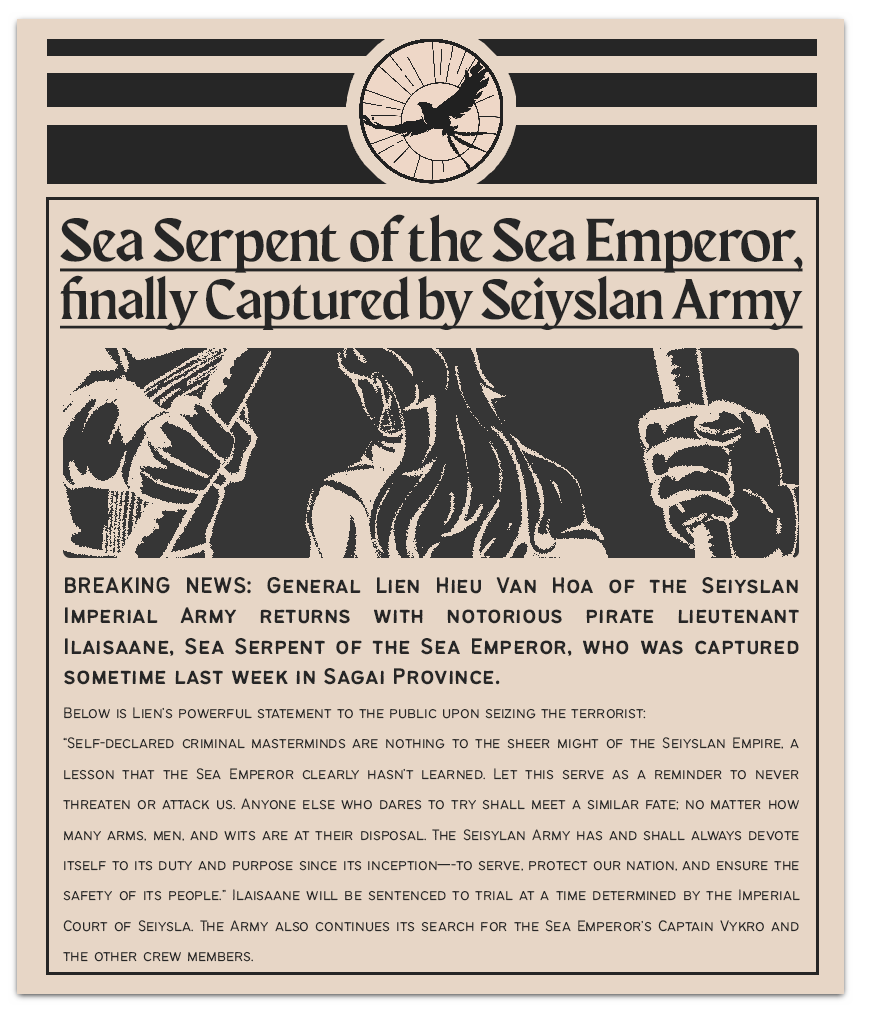 Sea Serpent of the Sea Emperor,
finally Captured by Seiyslan Army
BREAKING NEWS: General Lien Hieu Van Hoa of the Seiyslan
Imperial Army returns with notorious pirate lieutenant
Ilaisaane, Sea Serpent of the Sea Emperor, who was captured
sometime last week in Sagai Province.
Below is Lien's powerful statement to the public upon seizing the terrorist:
"Self-declared criminal masterminds are nothing to the sheer might of the Seiyslan Empire, a
lesson that the Sea Emperor clearly hasn't learned. Let this serve as a reminder to never
threaten or attack us. Anyone else who dares to try shall meet a similar fate; no matter how
many arms, men, and wits are at their disposal. The Seisylan Army has and shall always devote
itself to its duty and purpose since its inception—-to serve, protect our nation, and ensure the
safety of its people." Ilaisaane will be sentenced to trial at a time determined by the Imperial
Court of Seiysla. The Army also continues its search for the Sea Emperor's Captain Vykro and
the other crew members.